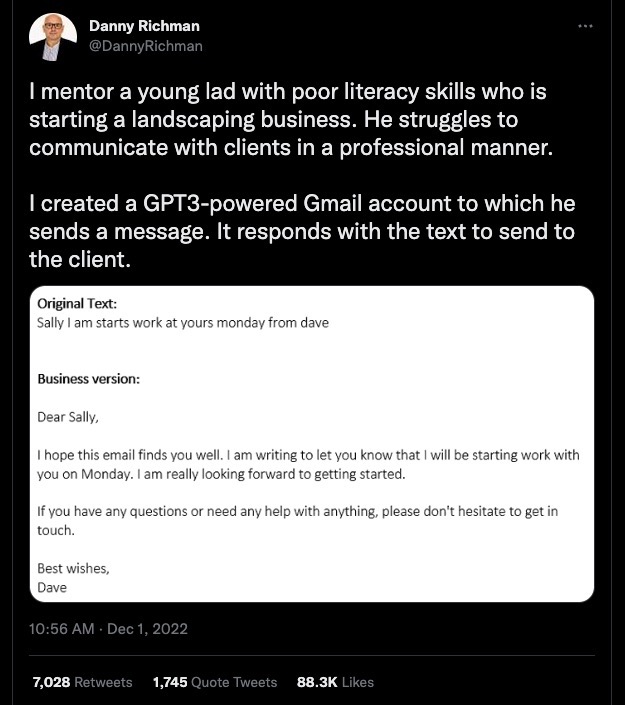 Danny Richman
@DannyRichman
I mentor a young lad with poor literacy skills who is
starting a landscaping business. He struggles to
communicate with clients in a professional manner.
I created a GPT3-powered Gmail account to which he
sends a message. It responds with the text to send to
the client.
Original Text:
Sally I am starts work at yours monday from dave
Business version:
Dear Sally,
I hope this email finds you well. I am writing to let you know that I will be starting work with
you on Monday. I am really looking forward to getting started.
If you have any questions or need any help with anything, please don't hesitate to get in
touch.
Best wishes,
Dave
10:56 AM · Dec 1, 2022
7,028 Retweets 1,745 Quote Tweets 88.3K Likes